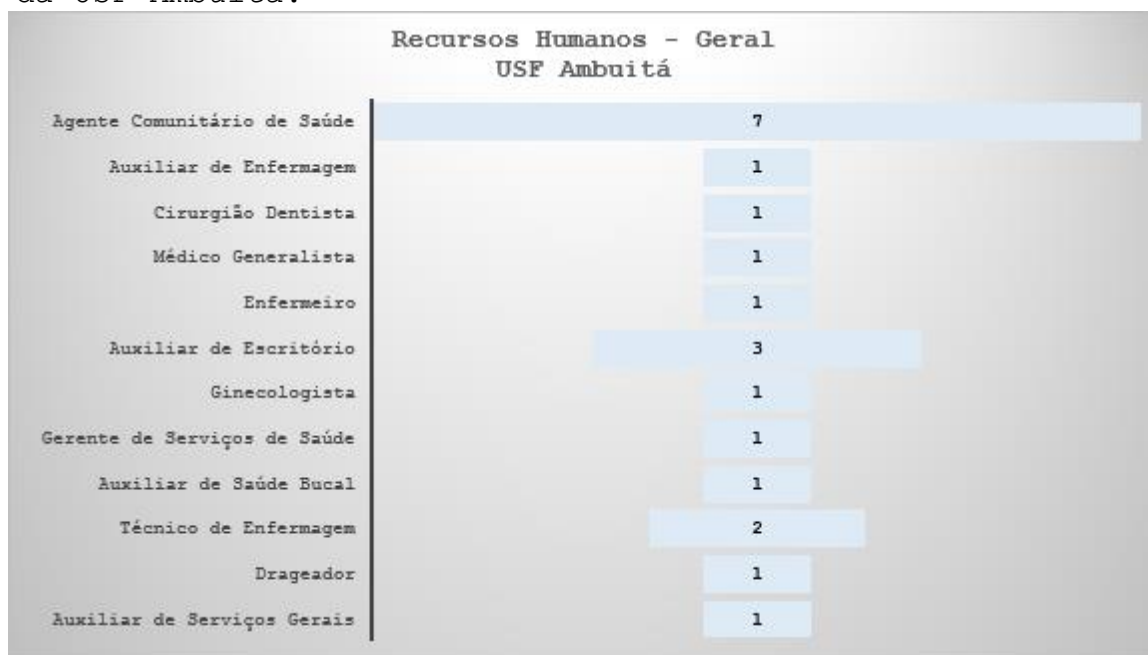 Recursos Humanos - Geral
USF Ambuitá
Agente Comunitário de Saúde 7
Auxiliar de Enfermagem 1
Cirurgião Dentista 1
Médico Generalista 1
Enfermeiro 1
Auxiliar de Escritório 3
Ginecologista 1
Gerente de Serviços de Saúde 1
Auxiliar de Saúde Bucal 1
Técnico de Enfermagem 2
Drageador 1
Auxiliar de Serviços Gerais 1